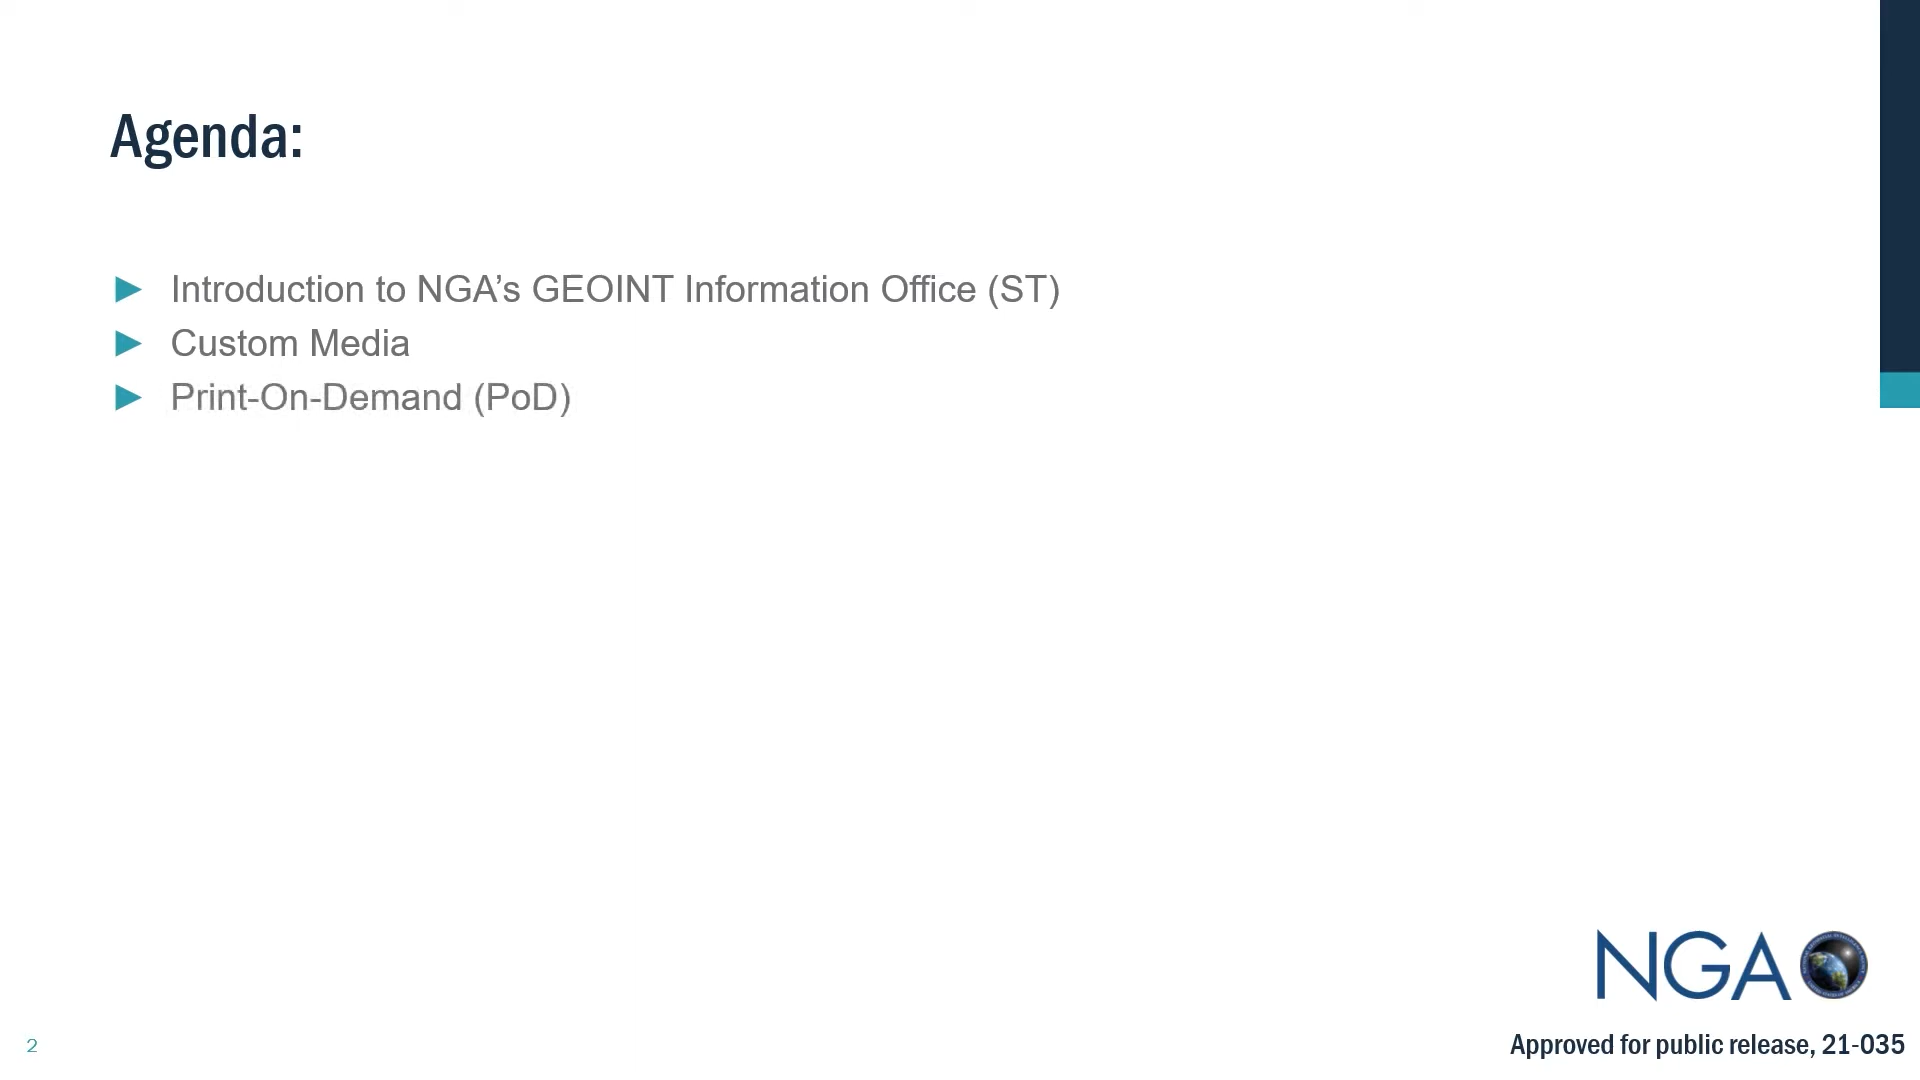 Agenda:
Introduction to NGA’s GEOINT Information Office (ST)
Custom Media
Print-On-Demand (PoD)
NGA
2
Approved for public release, 21-035